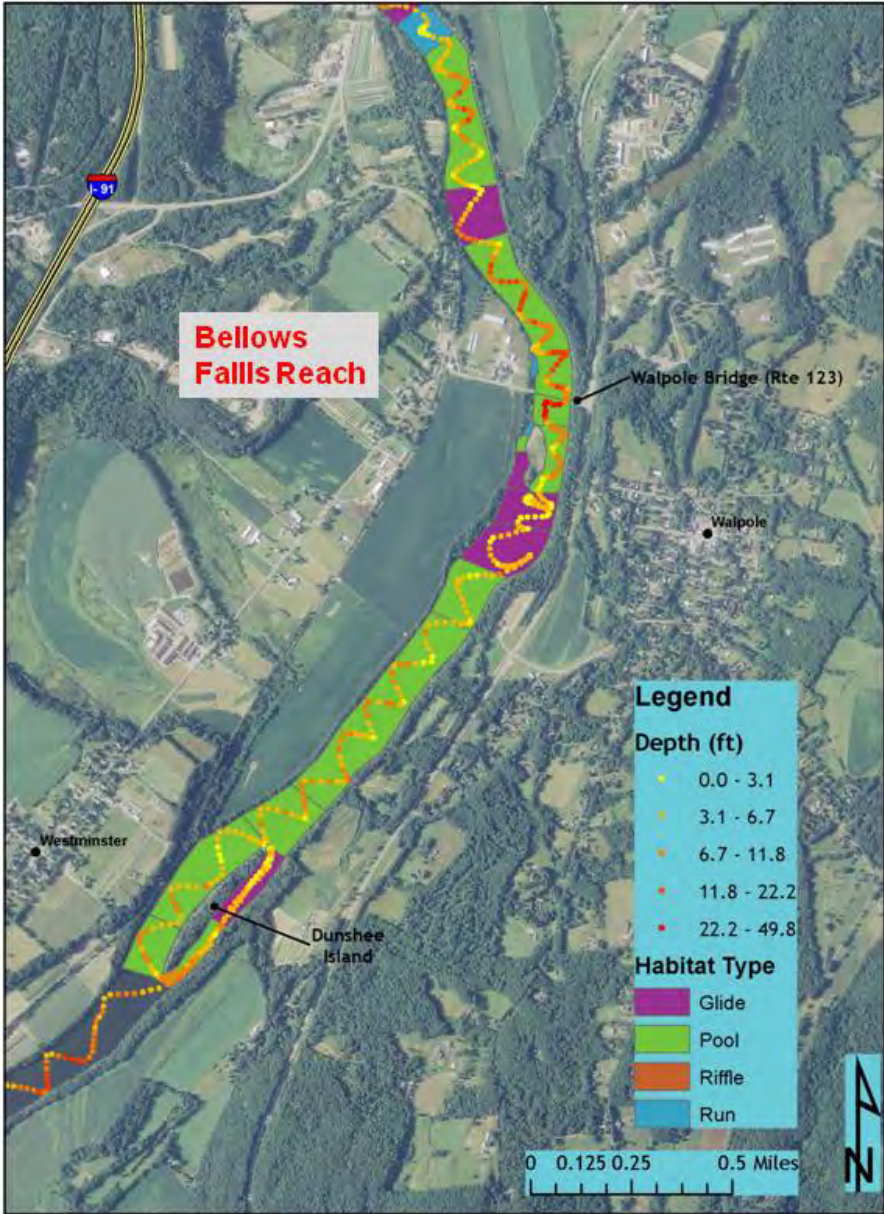 I-91
Bellows
Fallls Reach
Walpole Bridge (Rte 123)
Walpole
Westminster
Dunshee
Island
Legend
Depth (ft)
0.0 - 3.1
3.1 - 6.7
6.7 - 11.8
11.8 - 22.2
22.2 - 49.8
Habitat Type
Glide
Pool
Riffle
Run
0 0.125 0.25 0.5 Miles
N